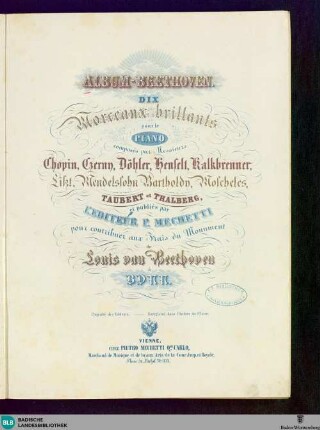 ALBUM-BEETHOVEN.
DIX
Morceaux brillants
pour le
PIANO
composés par Messieurs
Chopin, Czerny, Döhler, Henselt, Kalkbrenner,
Liszt, Mendelssohn Bartholdy, Moscheles,
TAUBERT et THALBERG,
et publiés par
L'EDITEUR P. MECHETTI
pour contribuer aux Frais du Monument
à
Louis van Beethoven
à BONN.
VIENNE,
CHEZ PIETRO MECHETTI Qm CARLO,
BLB
BADISCHE
LANDESBIBLIOTHEK
Baden-Württemberg